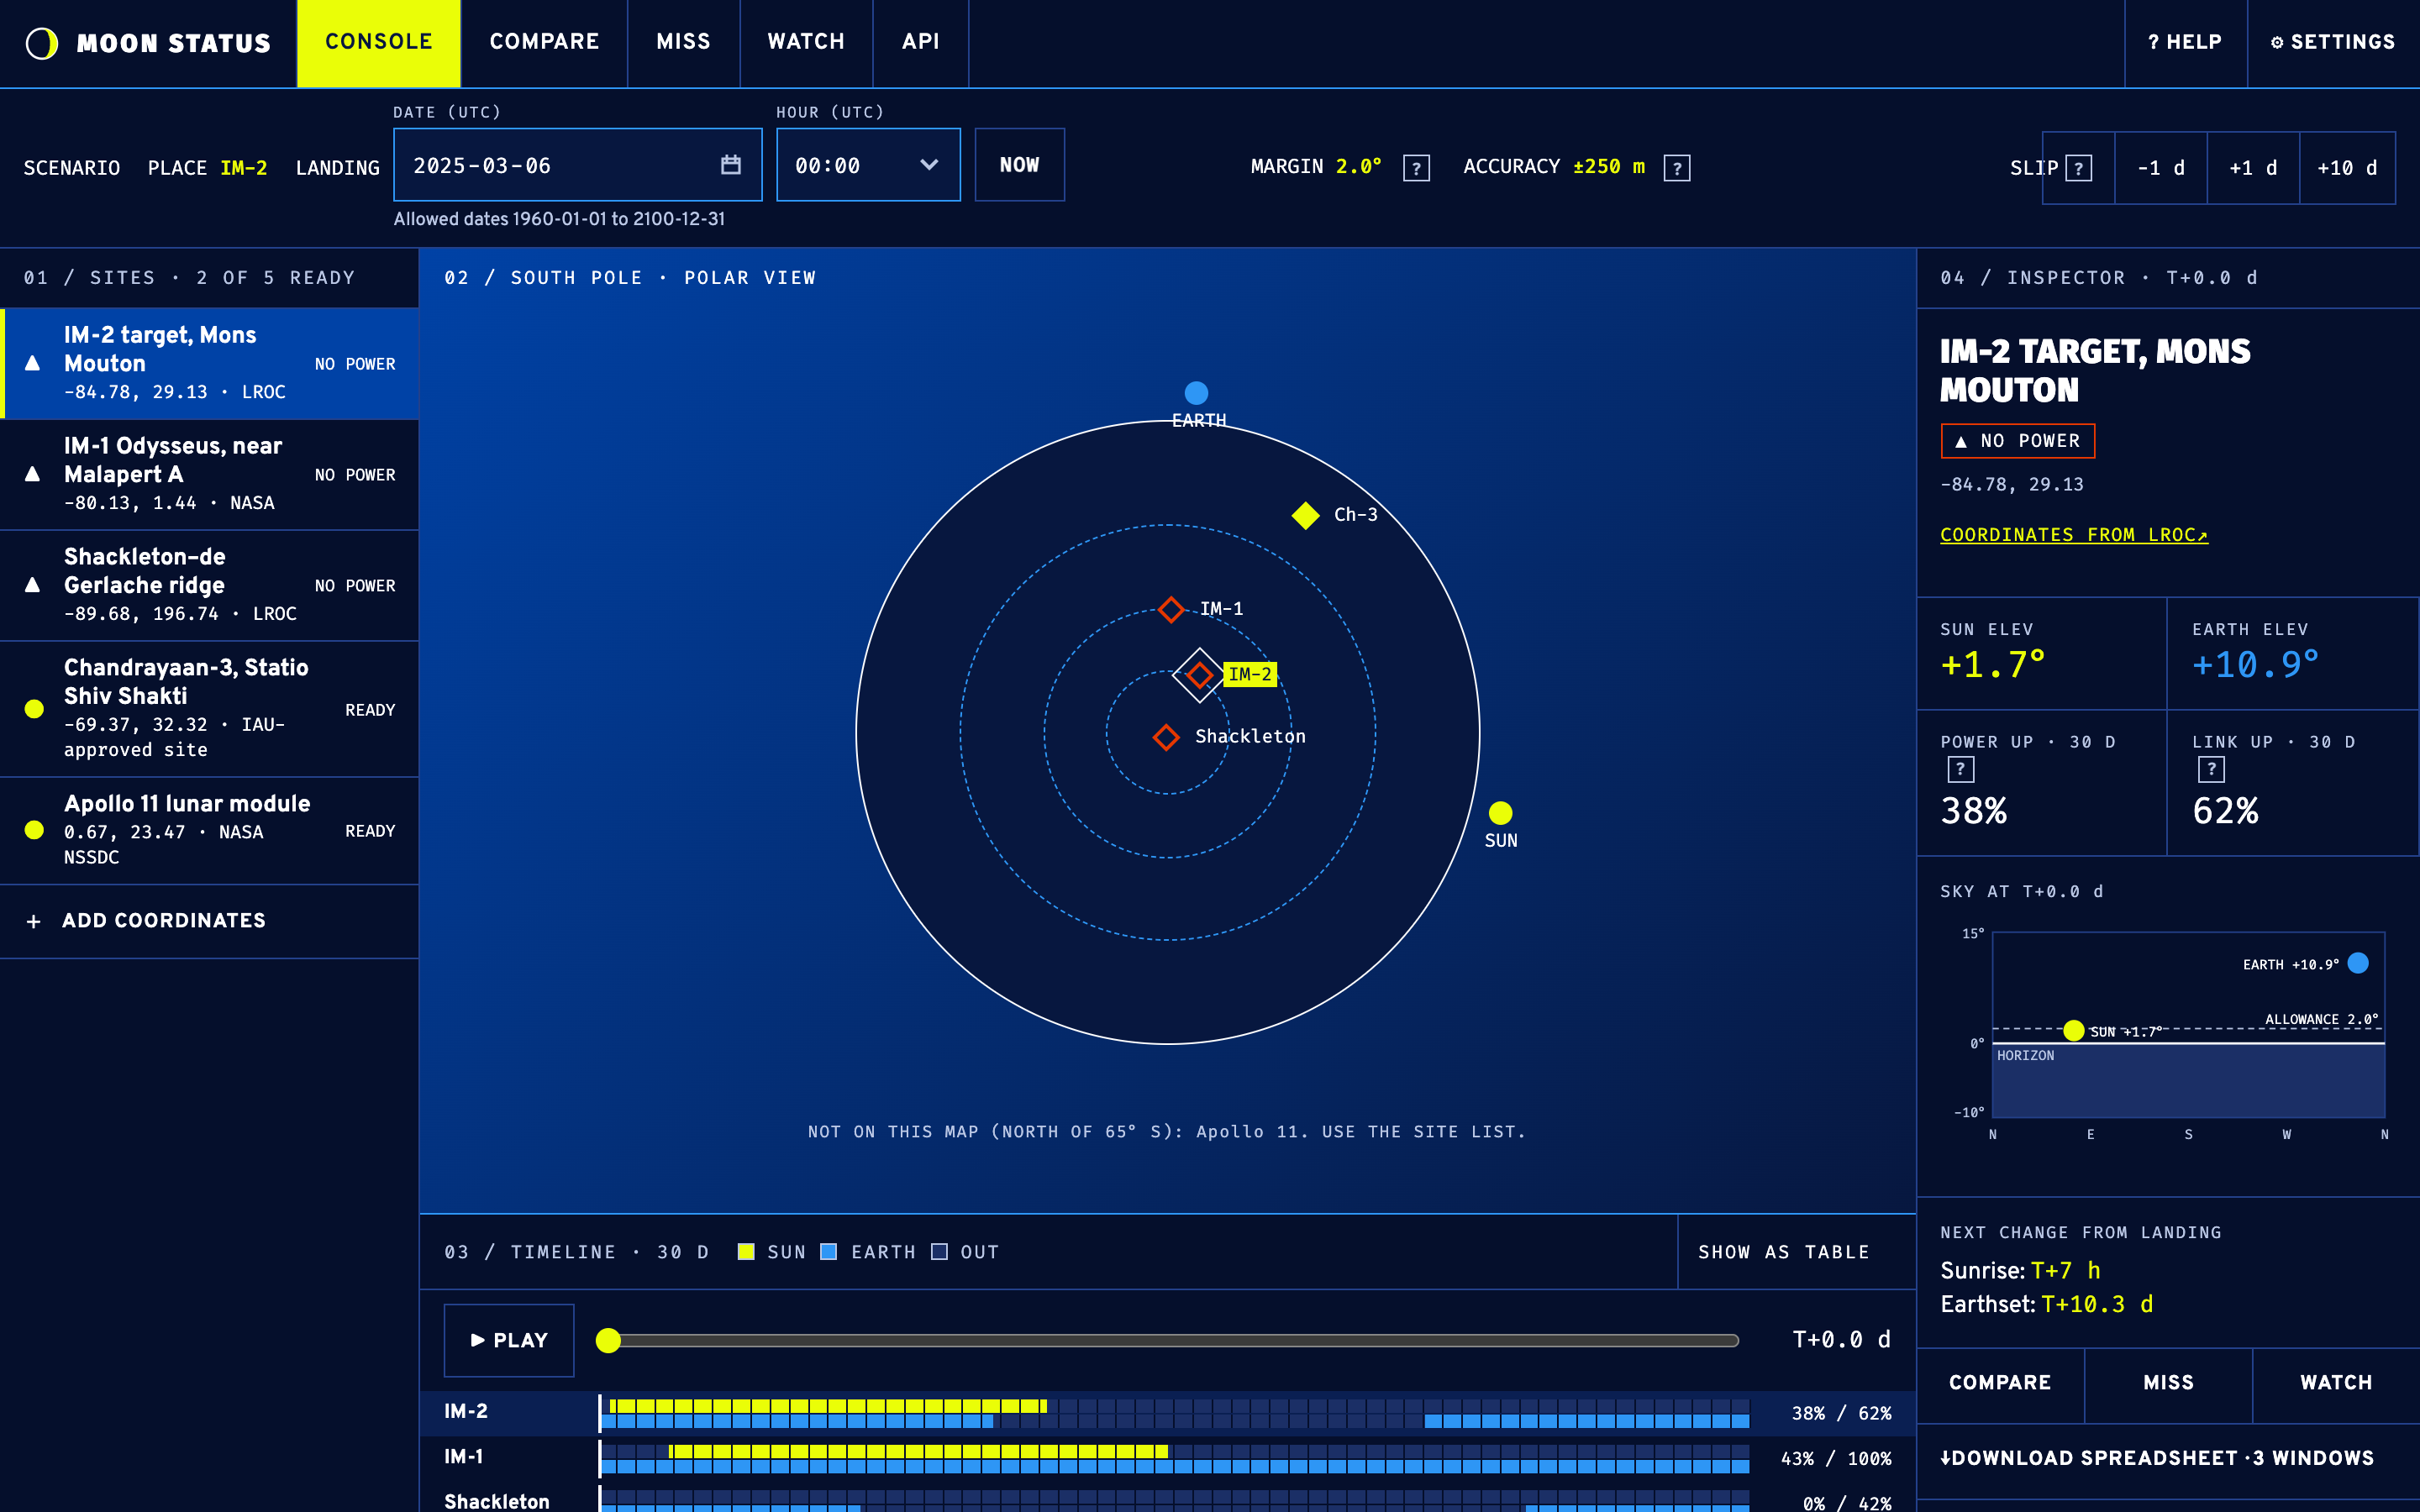 MOON STATUS
CONSOLE
COMPARE
MISS
WATCH
API
? HELP
⚙ SETTINGS
SCENARIO PLACE IM-2 LANDING
DATE (UTC)
2025-03-06
Allowed dates 1960-01-01 to 2100-12-31
HOUR (UTC)
00:00
NOW
MARGIN 2.0° ?
ACCURACY ±250 m ?
SLIP ?
-1 d
+1 d
+10 d
01 / SITES · 2 OF 5 READY
IM-2 target, Mons
Mouton
-84.78, 29.13 · LROC
NO POWER
IM-1 Odysseus, near
Malapert A
-80.13, 1.44 · NASA
NO POWER
Shackleton–de
Gerlache ridge
-89.68, 196.74 · LROC
NO POWER
Chandrayaan-3, Statio
Shiv Shakti
-69.37, 32.32 · IAU-
approved site
READY
Apollo 11 lunar module
0.67, 23.47 · NASA
NSSDC
READY
+ ADD COORDINATES
02 / SOUTH POLE · POLAR VIEW
EARTH
Ch-3
IM-1
IM-2
Shackleton
SUN
NOT ON THIS MAP (NORTH OF 65° S): Apollo 11. USE THE SITE LIST.
03 / TIMELINE · 30 D
SUN
EARTH
OUT
SHOW AS TABLE
▶ PLAY
T+0.0 d
IM-2
38% / 62%
IM-1
43% / 100%
Shackleton
0% / 42%
04 / INSPECTOR · T+0.0 d
IM-2 TARGET, MONS
MOUTON
▲ NO POWER
-84.78, 29.13
COORDINATES FROM LROC↗
SUN ELEV
+1.7°
EARTH ELEV
+10.9°
POWER UP · 30 D
?
38%
LINK UP · 30 D
?
62%
SKY AT T+0.0 d
15°
EARTH +10.9°
ALLOWANCE 2.0°
SUN +1.7°
0°
HORIZON
-10°
N E S W N
NEXT CHANGE FROM LANDING
Sunrise: T+7 h
Earthset: T+10.3 d
COMPARE
MISS
WATCH
↓DOWNLOAD SPREADSHEET ·3 WINDOWS